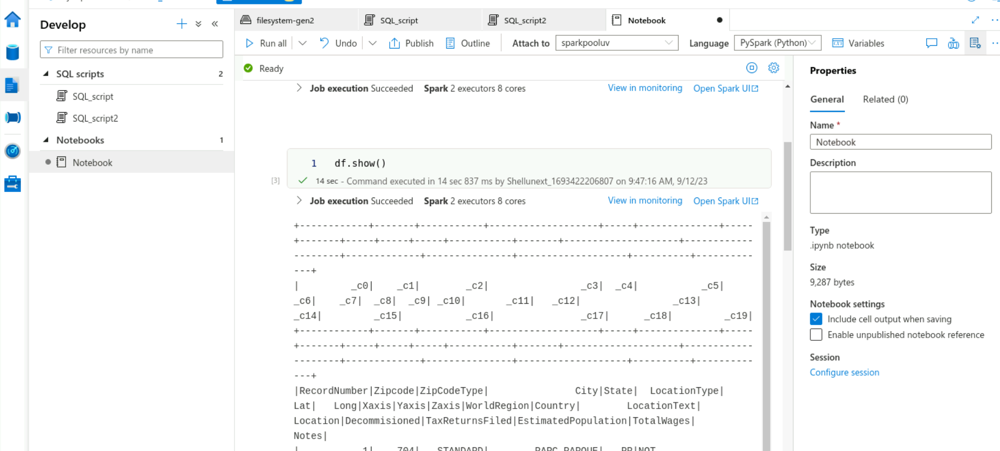 Develop
Filter resources by name
SQL scripts 2
SQL_script
SQL_script2
Notebooks 1
Notebook
filesystem-gen2 SQL_script SQL_script2 Notebook
Run all Undo Publish Outline Attach to sparkpooluv Language PySpark (Python) Variables
Ready
Job execution Succeeded Spark 2 executors 8 cores View in monitoring Open Spark UI
1 df.show()
[3] 14 sec - Command executed in 14 sec 837 ms by Shellunext_1693422206807 on 9:47:16 AM, 9/12/23
Job execution Succeeded Spark 2 executors 8 cores View in monitoring Open Spark UI
+------------+-------+-----------+-------------------+-----+--------------+-----
+-------+-----+-----+-----+-----------+-------+--------------------+------------
--------+-------------+---------------+-------------------+----------+----------
---+
|         _c0|    _c1|        _c2|                _c3|  _c4|           _c5|
_c6|    _c7|  _c8|  _c9| _c10|       _c11|   _c12|                _c13|
_c14|         _c15|           _c16|               _c17|      _c18|         _c19|
+------------+-------+-----------+-------------------+-----+--------------+-----
+-------+-----+-----+-----+-----------+-------+--------------------+------------
--------+-------------+---------------+-------------------+----------+----------
---+
|RecordNumber|Zipcode|ZipCodeType|               City|State|  LocationType|
Lat|   Long|Xaxis|Yaxis|Zaxis|WorldRegion|Country|        LocationText|
Location|Decommisioned|TaxReturnsFiled|EstimatedPopulation|TotalWages|
Notes|
|           1|    704|   STANDARD|        PARC PARQUE|   PR|NOT
Properties
General Related (0)
Name *
Notebook
Description
Type
.ipynb notebook
Size
9,287 bytes
Notebook settings
Include cell output when saving
Enable unpublished notebook reference
Session
Configure session